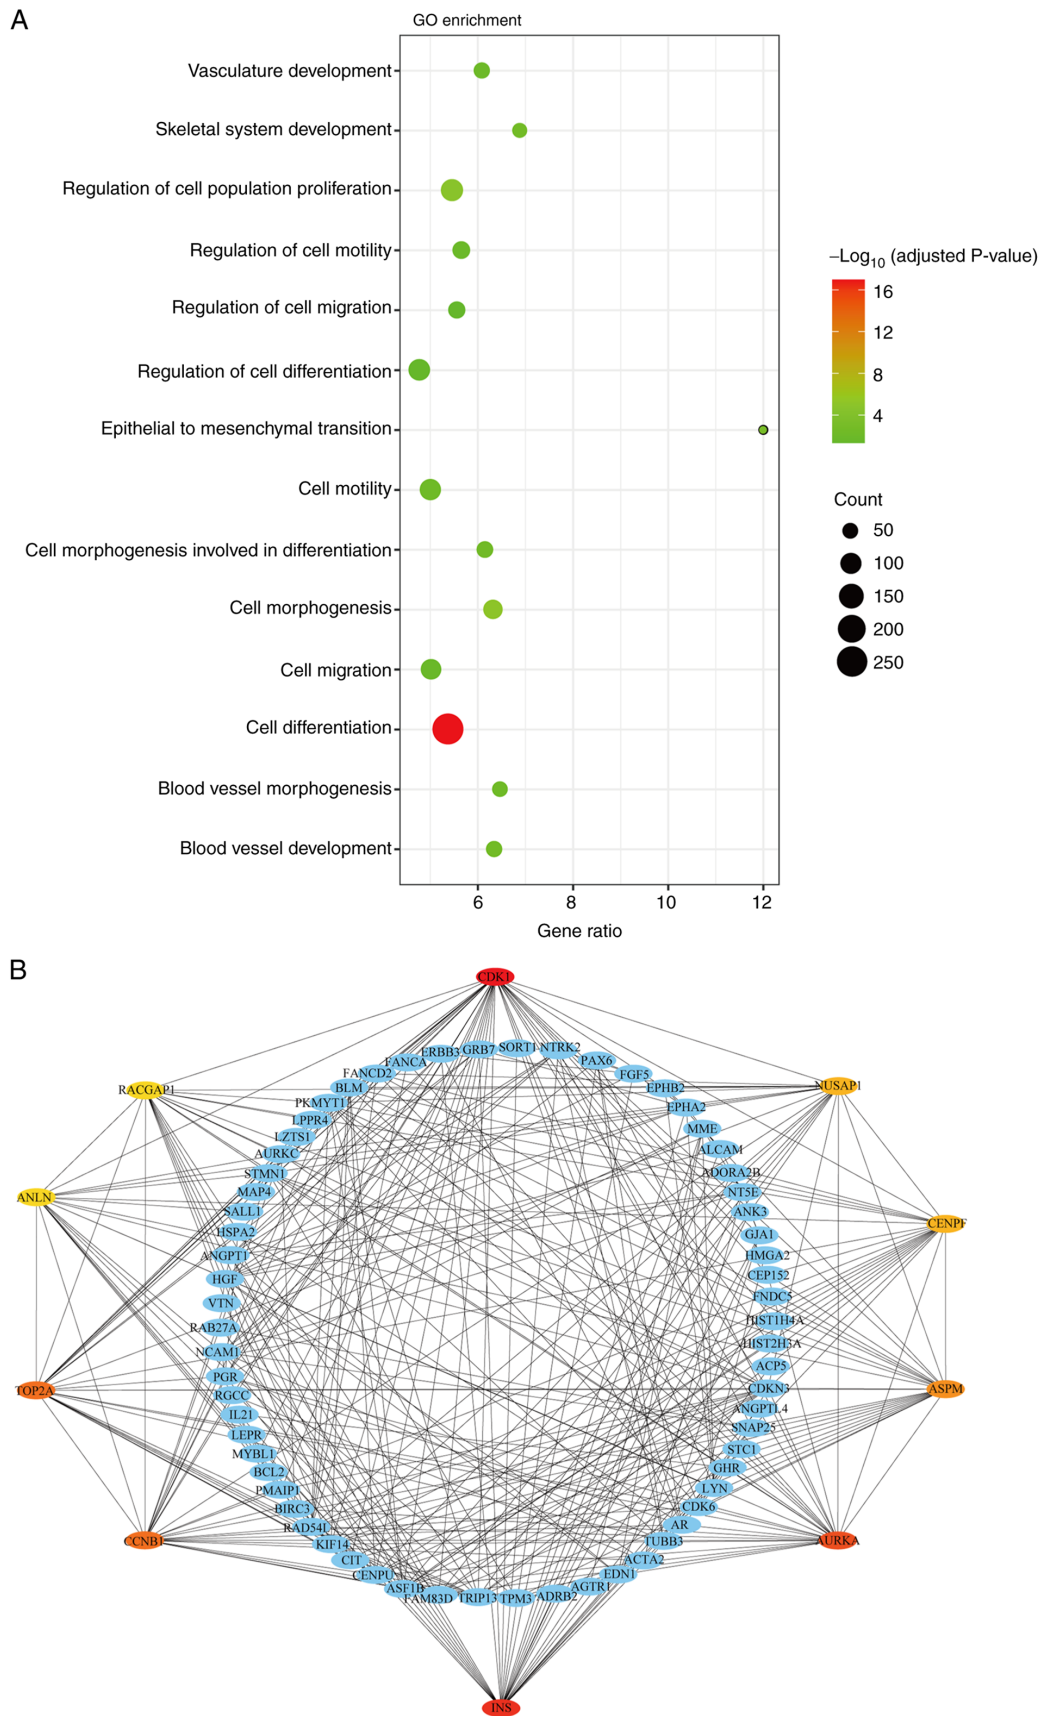 A
GO enrichment
Vasculature development
Skeletal system development
Regulation of cell population proliferation
Regulation of cell motility
Regulation of cell migration
Regulation of cell differentiation
Epithelial to mesenchymal transition
Cell motility
Cell morphogenesis involved in differentiation
Cell morphogenesis
Cell migration
Cell differentiation
Blood vessel morphogenesis
Blood vessel development
6 8 10 12
Gene ratio
–Log10 (adjusted P-value)
16
12
8
4
Count
50
100
150
200
250
B
CDK1
RACGAP1
NUSAP1
ANLN
CENPF
TOP2A
ASPM
CCNB1
AURKA
INS
SORT1
NTRK2
PAX6
FGF5
EPHB2
EPHA2
MME
ALCAM
ADORA2B
NT5E
ANK3
GJA1
HMGA2
CEP152
FNDC5
HIST1H4A
HIST2H3A
ACP5
CDKN3
ANGPTL4
SNAP25
STC1
GHR
LYN
CDK6
AR
TUBB3
ACTA2
EDN1
AGTR1
ADRB2
TPM3
TRIP13
FAM83D
ASF1B
CENPU
CIT
KIF14
RAD54L
BIRC3
PMAIP1
BCL2
MYBL1
LEPR
IL21
RGCC
PGR
NCAM1
RAB27A
VTN
HGF
ANGPT1
HSPA2
SALL1
MAP4
STMN1
AURKC
LZTS1
LPPR4
PKMYT1
BLM
FANCD2
FANCA
ERBB3
GRB7